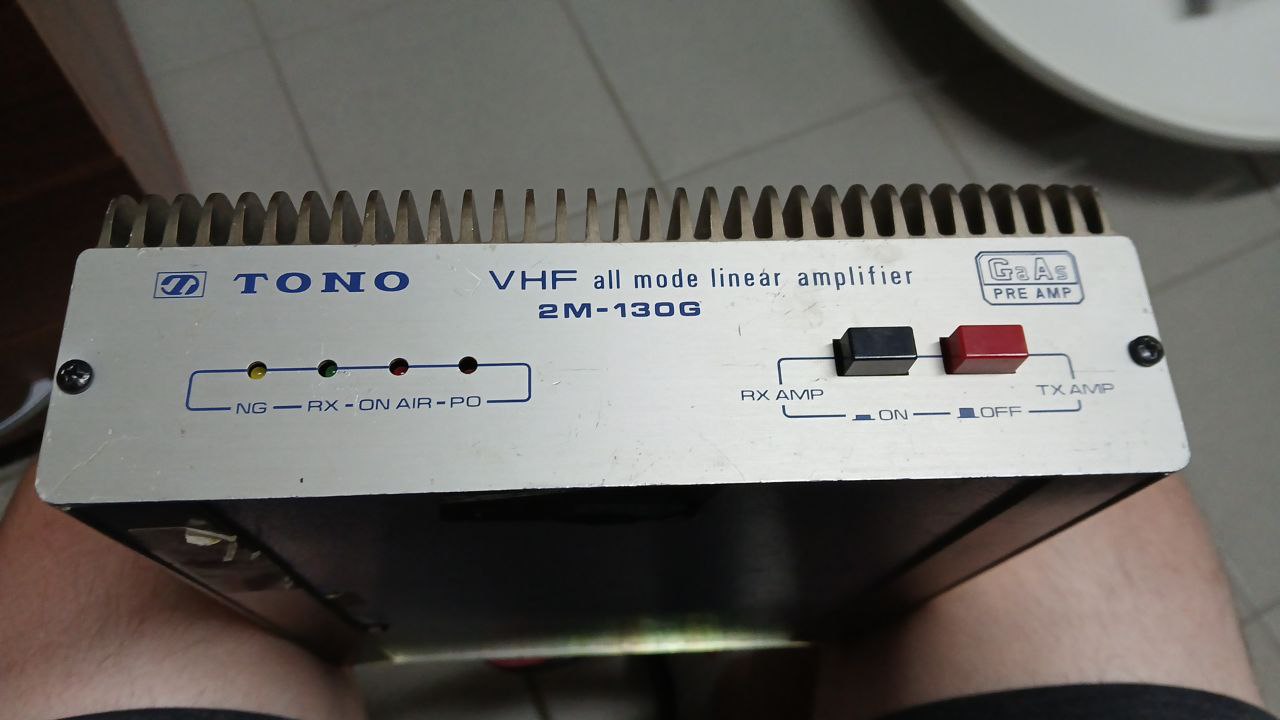 TONO VHF all mode linear amplifier
2M-130G
GaAs
PRE AMP
NG RX - ON AIR - PO
RX AMP
TX AMP
ON OFF